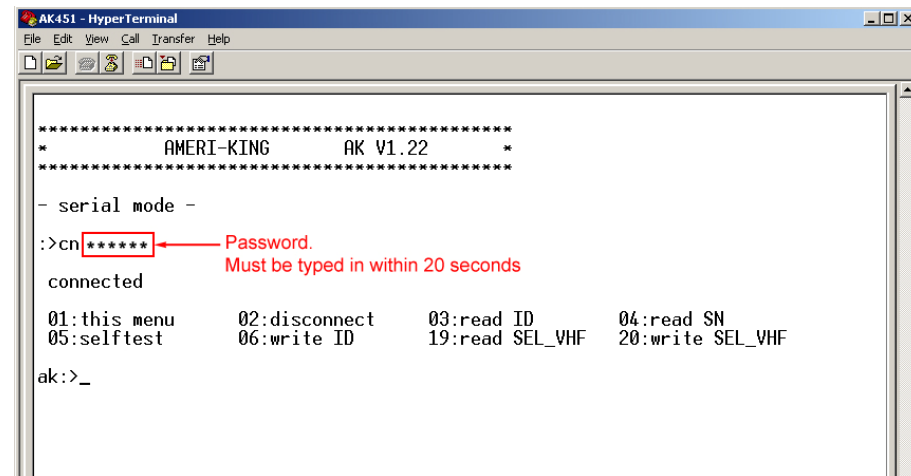 AK451 - HyperTerminal
File Edit View Call Transfer Help
*********************************************
* AMERI-KING AK V1.22 *
*********************************************
- serial mode -
:>cn ****** Password.
Must be typed in within 20 seconds
connected
01:this menu 02:disconnect 03:read ID 04:read SN
05:selftest 06:write ID 19:read SEL_VHF 20:write SEL_VHF
ak:>_